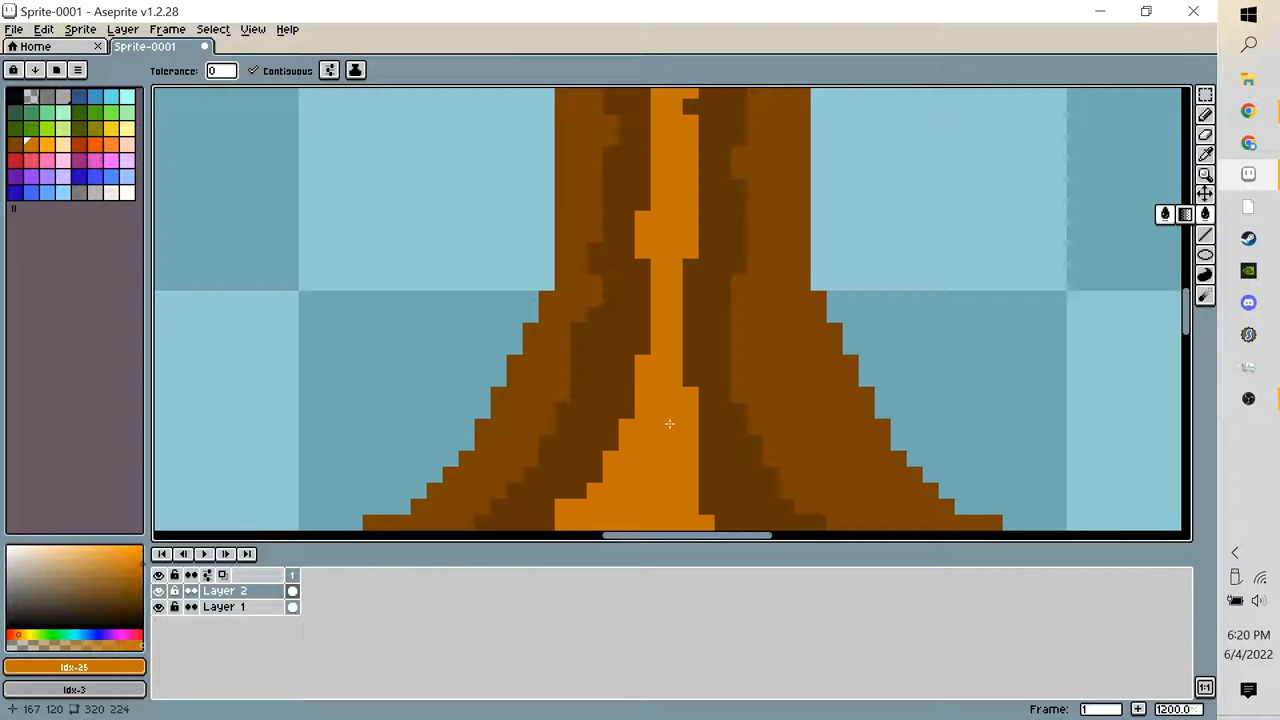 Sprite-0001 - Aseprite v1.2.28
File Edit Sprite Layer Frame Select View Help
Home
Sprite-0001
Tolerance: 0 Contiguous
1
Layer 2
Layer 1
Idx-25
Idx-3
167 120 320 224
Frame: 1 1200.0
1:1
6:20 PM
6/4/2022